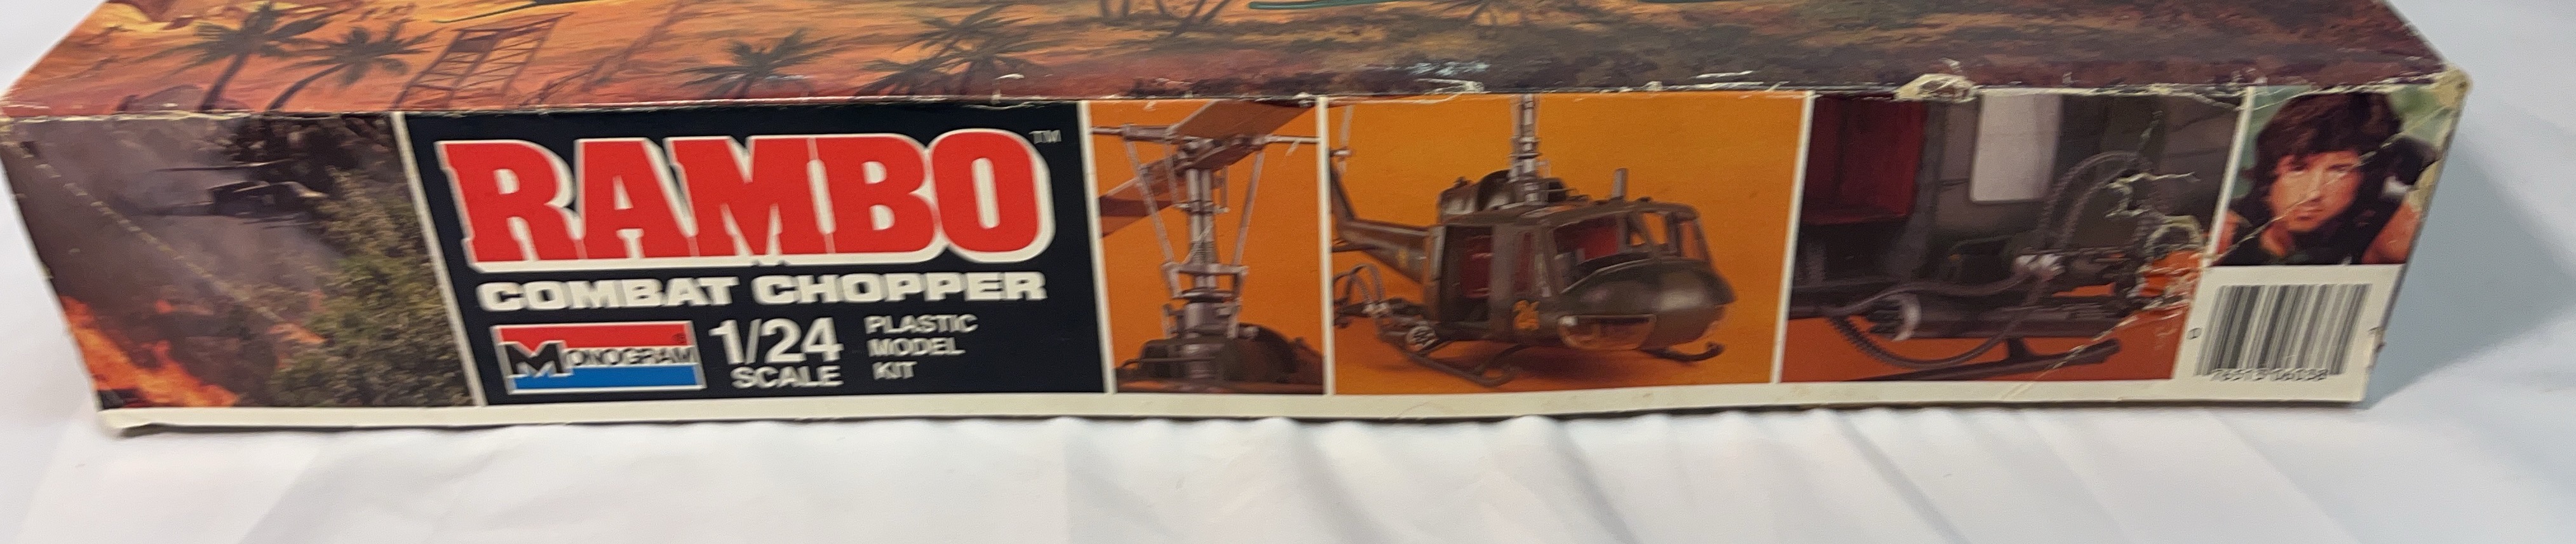 RAMBO™
COMBAT CHOPPER
MONOGRAM®
1/24
SCALE
PLASTIC
MODEL
KIT